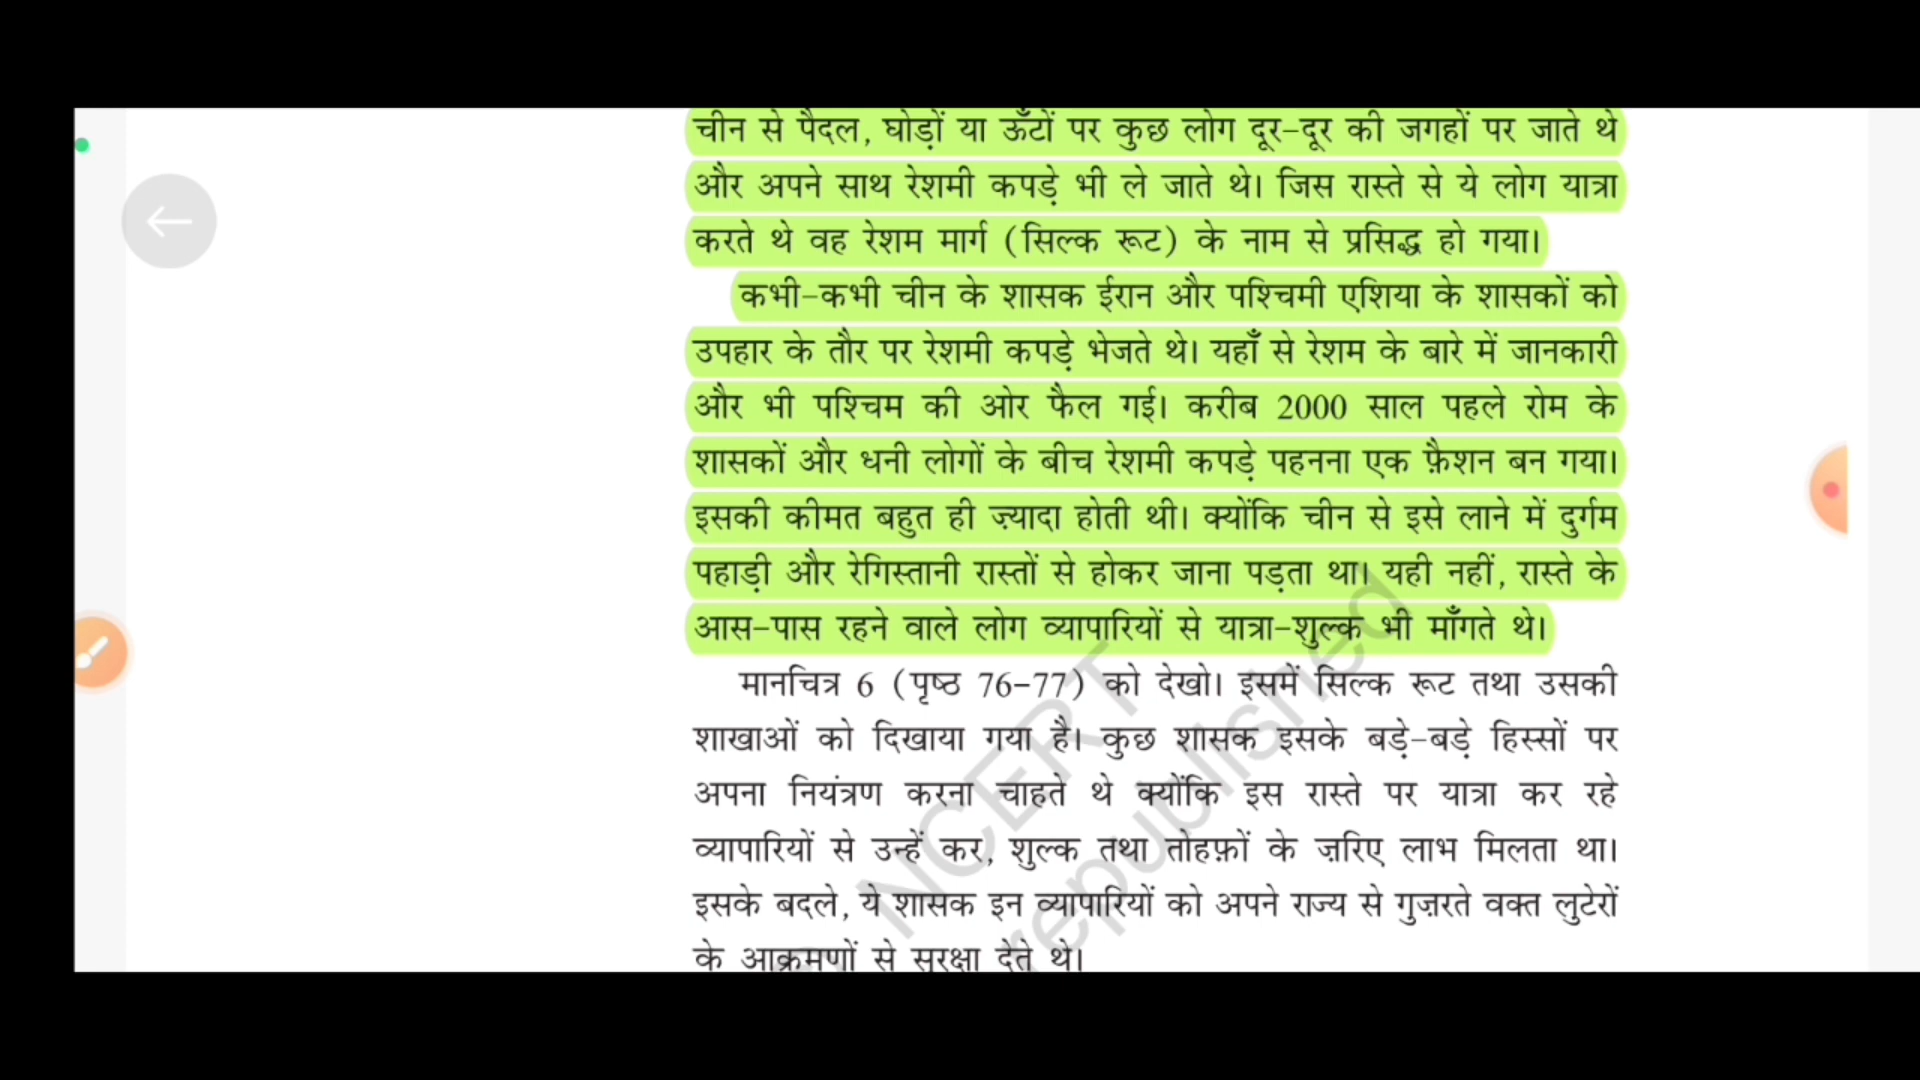 चीन से पैदल, घोड़ों या ऊँटों पर कुछ लोग दूर-दूर की जगहों पर जाते थे
और अपने साथ रेशमी कपड़े भी ले जाते थे। जिस रास्ते से ये लोग यात्रा
करते थे वह रेशम मार्ग (सिल्क रूट) के नाम से प्रसिद्ध हो गया।
कभी-कभी चीन के शासक ईरान और पश्चिमी एशिया के शासकों को
उपहार के तौर पर रेशमी कपड़े भेजते थे। यहाँ से रेशम के बारे में जानकारी
और भी पश्चिम की ओर फैल गई। करीब 2000 साल पहले रोम के
शासकों और धनी लोगों के बीच रेशमी कपड़े पहनना एक फ़ैशन बन गया।
इसकी कीमत बहुत ही ज़्यादा होती थी। क्योंकि चीन से इसे लाने में दुर्गम
पहाड़ी और रेगिस्तानी रास्तों से होकर जाना पड़ता था। यही नहीं, रास्ते के
आस-पास रहने वाले लोग व्यापारियों से यात्रा-शुल्क भी माँगते थे।
मानचित्र 6 (पृष्ठ 76-77) को देखो। इसमें सिल्क रूट तथा उसकी
शाखाओं को दिखाया गया है। कुछ शासक इसके बड़े-बड़े हिस्सों पर
अपना नियंत्रण करना चाहते थे क्योंकि इस रास्ते पर यात्रा कर रहे
व्यापारियों से उन्हें कर, शुल्क तथा तोहफ़ों के ज़रिए लाभ मिलता था।
इसके बदले, ये शासक इन व्यापारियों को अपने राज्य से गुज़रते वक्त लुटेरों
के आक्रमणों से सुरक्षा देते थे।
NCERT
republished